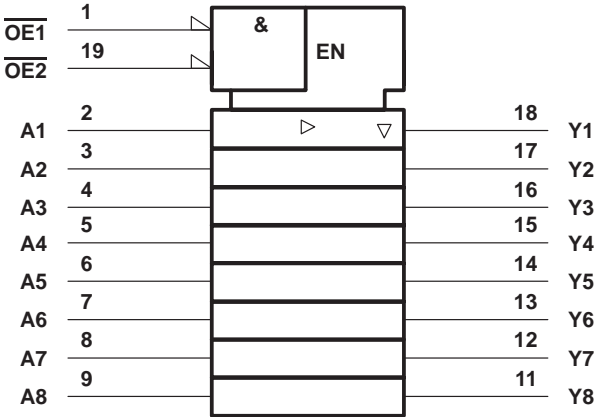 OE1 1 &
OE2 19 EN
A1 2 18 Y1
A2 3 17 Y2
A3 4 16 Y3
A4 5 15 Y4
A5 6 14 Y5
A6 7 13 Y6
A7 8 12 Y7
A8 9 11 Y8